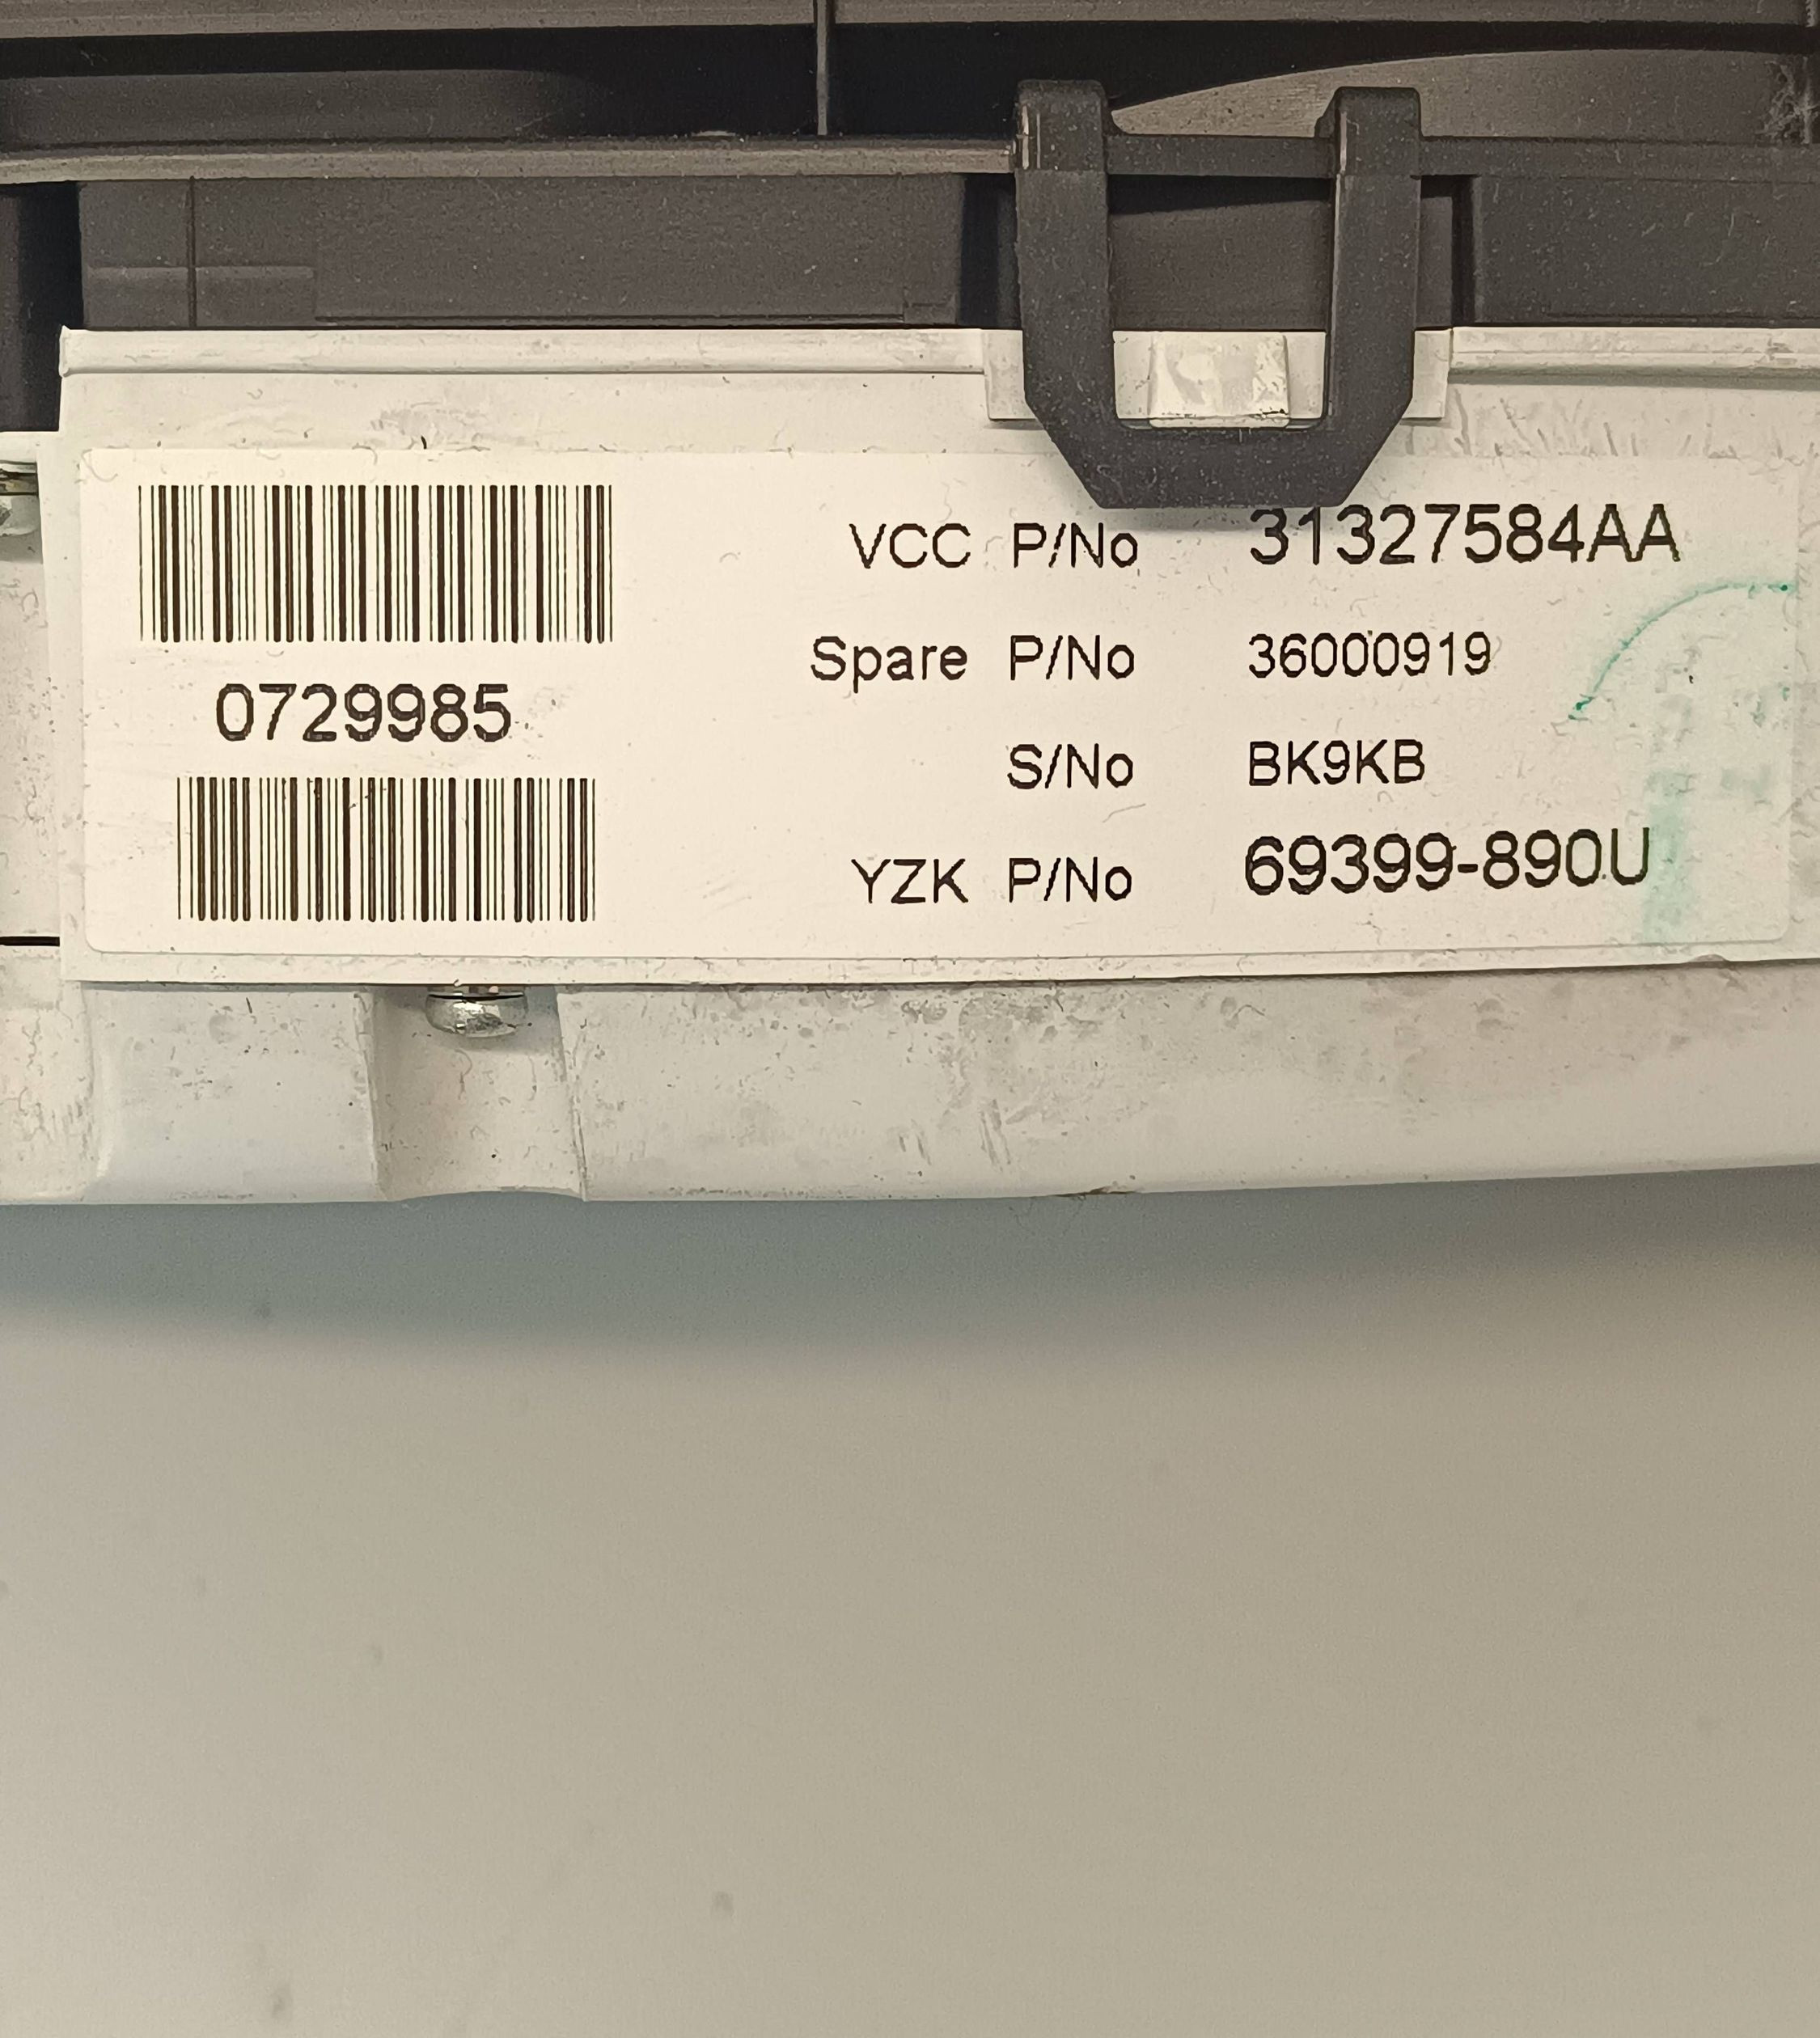 0729985
VCC P/No 31327584AA
Spare P/No 36000919
S/No BK9KB
YZK P/No 69399-890U